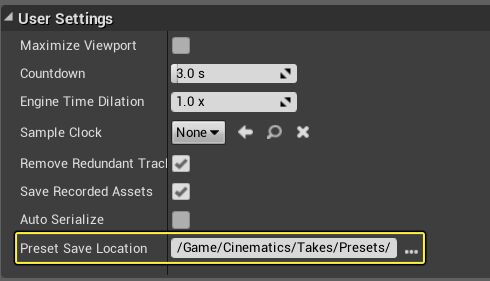 User Settings
Maximize Viewport
Countdown 3.0 s
Engine Time Dilation 1.0 x
Sample Clock None
Remove Redundant Tracl
Save Recorded Assets
Auto Serialize
Preset Save Location /Game/Cinematics/Takes/Presets/ ...